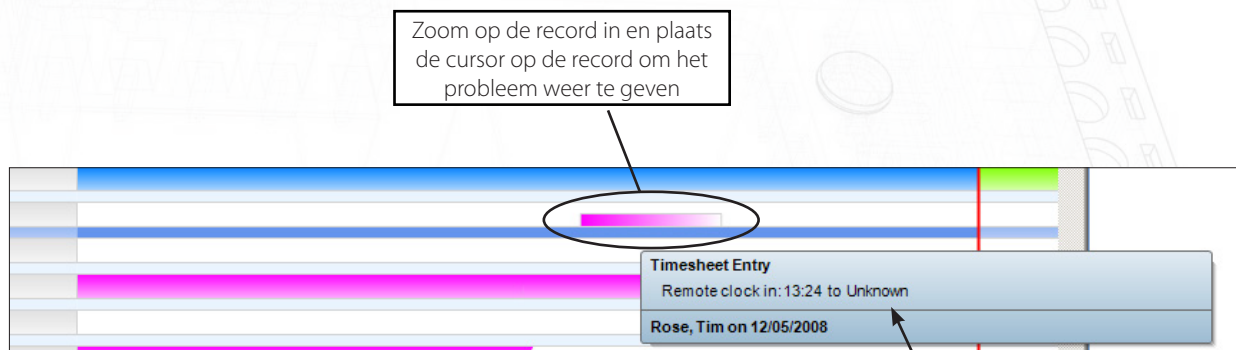 Zoom op de record in en plaats
de cursor op de record om het
probleem weer te geven
Timesheet Entry
Remote clock in: 13:24 to Unknown
Rose, Tim on 12/05/2008